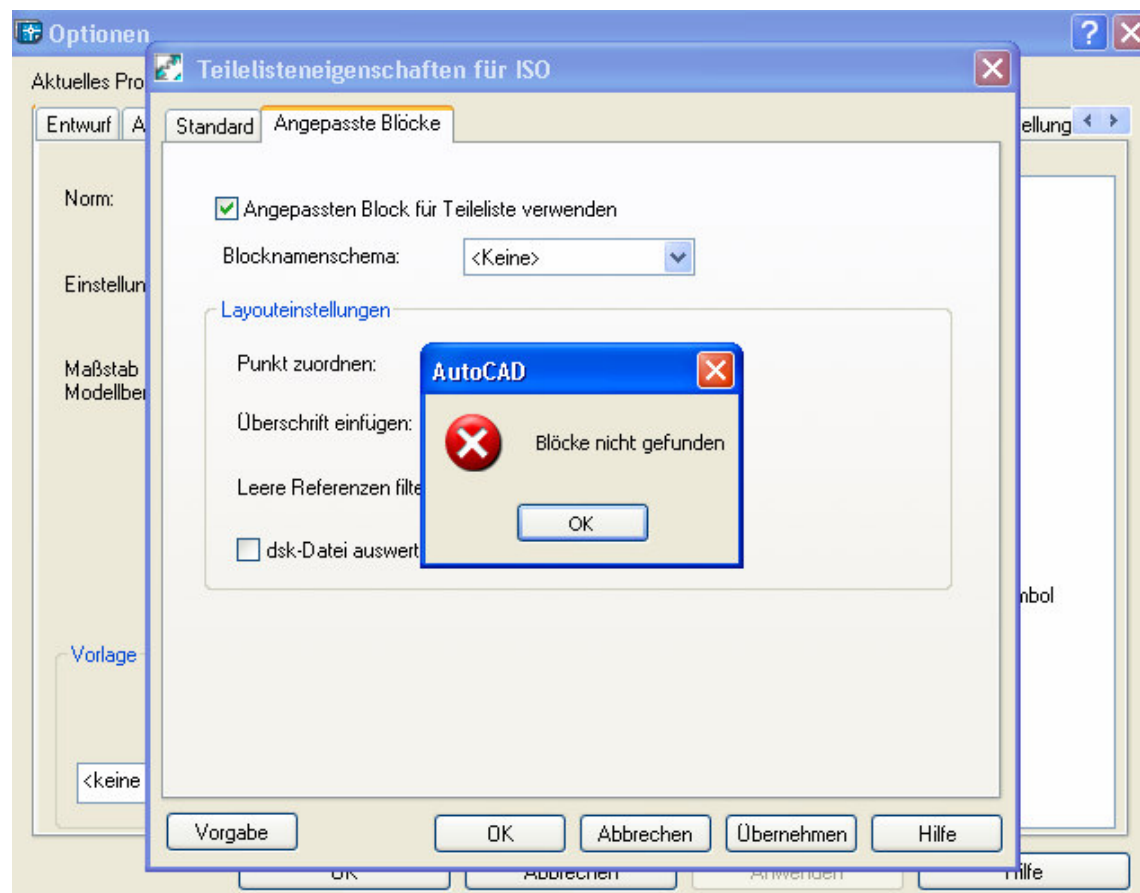 Optionen
Teilelisteneigenschaften für ISO
Aktuelles Pro
Entwurf A
Standard Angepasste Blöcke
ellung
Norm:
Angepassten Block für Teileliste verwenden
Blocknamenschema: <Keine>
Einstellun
Layouteinstellungen
Maßstab
Modellber
Punkt zuordnen:
AutoCAD
Überschrift einfügen:
Blöcke nicht gefunden
Leere Referenzen filte
OK
dsk-Datei auswert
mbol
Vorlage
<keine
Vorgabe OK Abbrechen Übernehmen Hilfe
OK Abbrechen Anwenden Hilfe